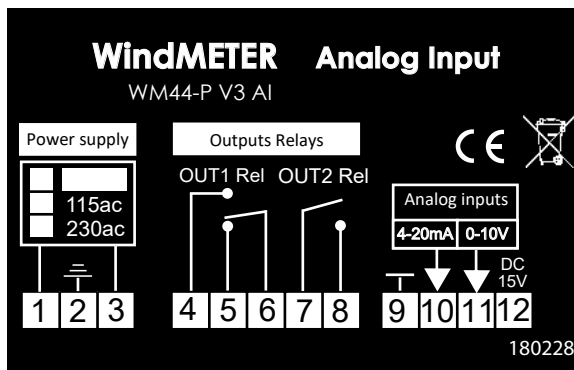 WindMETER Analog Input
WM44-P V3 AI
Power supply
115ac
230ac
Outputs Relays
OUT1 Rel OUT2 Rel
CE
Analog inputs
4-20mA 0-10V
DC
15V
1 2 3 4 5 6 7 8 9 10 11 12
180228